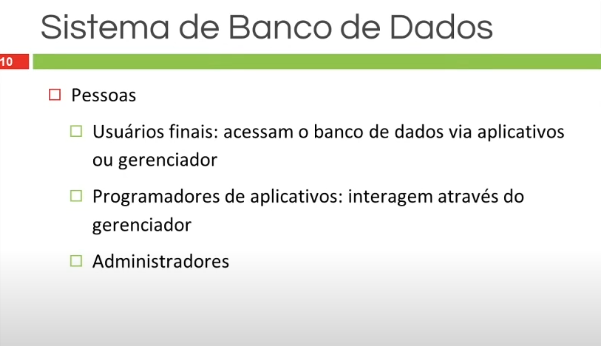 Sistema de Banco de Dados
10
Pessoas
Usuários finais: acessam o banco de dados via aplicativos
ou gerenciador
Programadores de aplicativos: interagem através do
gerenciador
Administradores